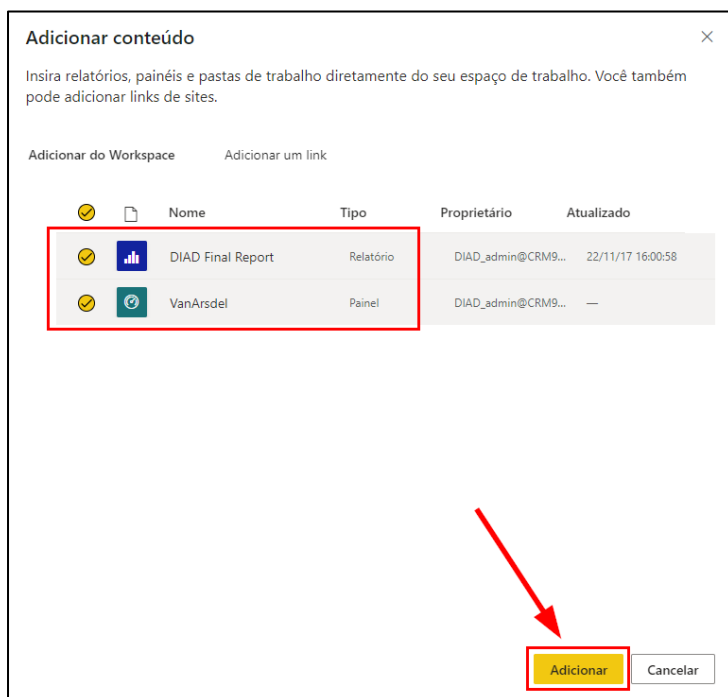 Adicionar conteúdo
Insira relatórios, painéis e pastas de trabalho diretamente do seu espaço de trabalho. Você também
pode adicionar links de sites.
Adicionar do Workspace Adicionar um link
Nome Tipo Proprietário Atualizado
DIAD Final Report Relatório DIAD_admin@CRM9... 22/11/17 16:00:58
VanArsdel Painel DIAD_admin@CRM9... —
Adicionar Cancelar